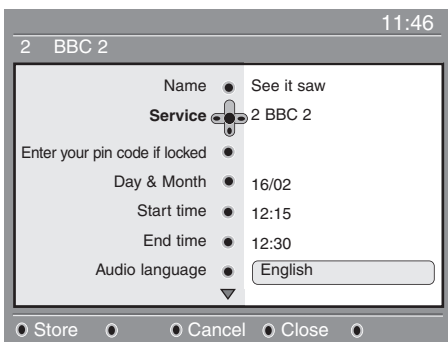 11:46
2 BBC 2
Name See it saw
Service 2 BBC 2
Enter your pin code if locked
Day & Month 16/02
Start time 12:15
End time 12:30
Audio language English
Store Cancel Close